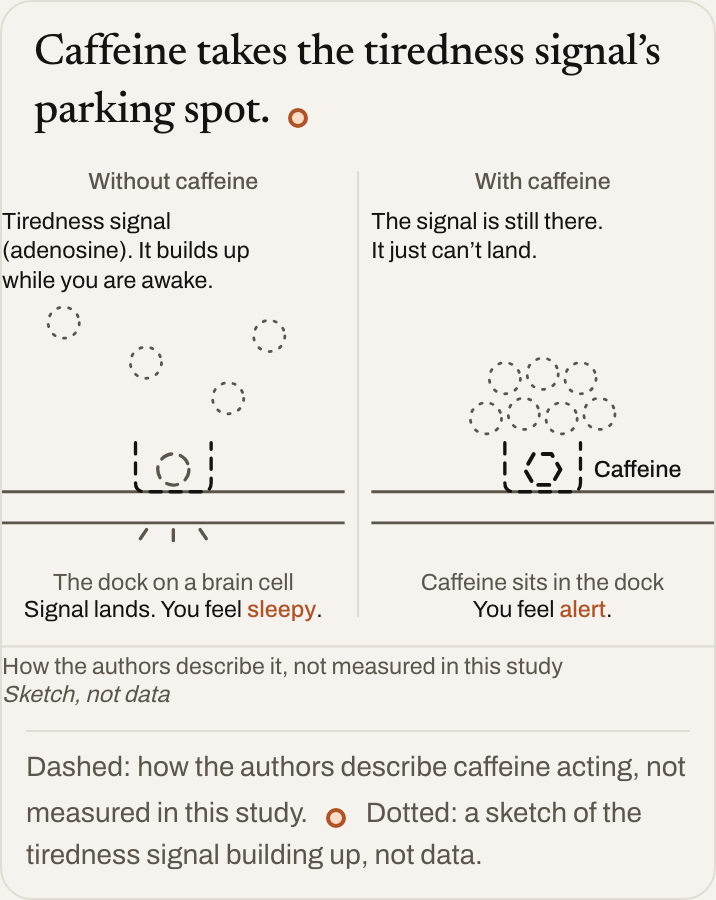 Caffeine takes the tiredness signal’s
parking spot.
Without caffeine
Tiredness signal
(adenosine). It builds up
while you are awake.
The dock on a brain cell
Signal lands. You feel sleepy.
With caffeine
The signal is still there.
It just can’t land.
Caffeine
Caffeine sits in the dock
You feel alert.
How the authors describe it, not measured in this study
Sketch, not data
Dashed: how the authors describe caffeine acting, not
measured in this study. Dotted: a sketch of the
tiredness signal building up, not data.